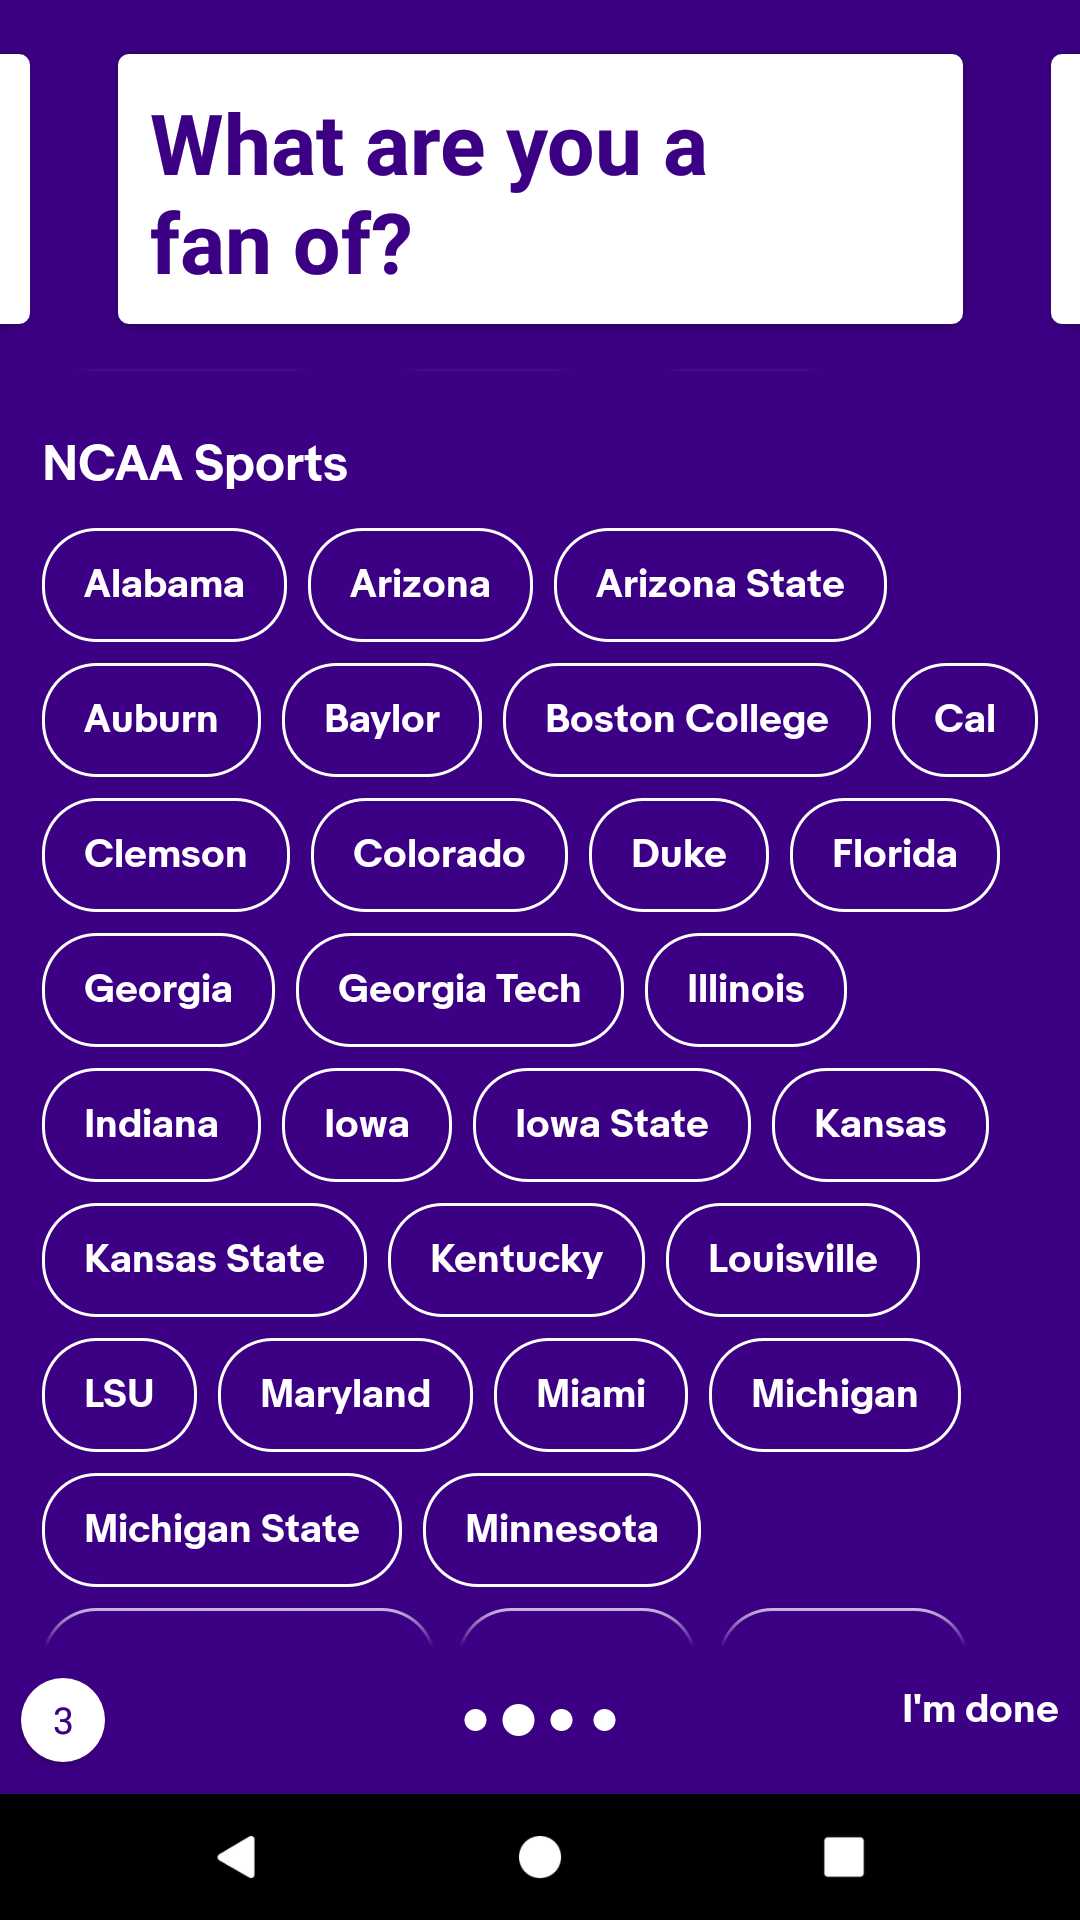 What are you a
fan of?
NCAA Sports
Alabama Arizona Arizona State
Auburn Baylor Boston College Cal
Clemson Colorado Duke Florida
Georgia Georgia Tech Illinois
Indiana Iowa Iowa State Kansas
Kansas State Kentucky Louisville
LSU Maryland Miami Michigan
Michigan State Minnesota
3 I'm done